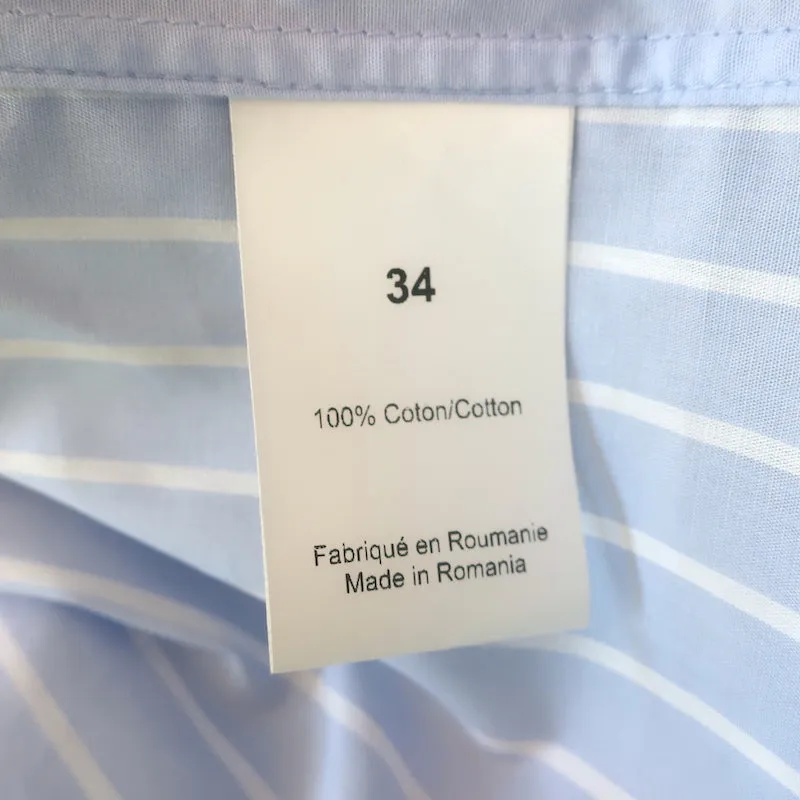 34
100% Coton/Cotton
Fabriqué en Roumanie
Made in Romania